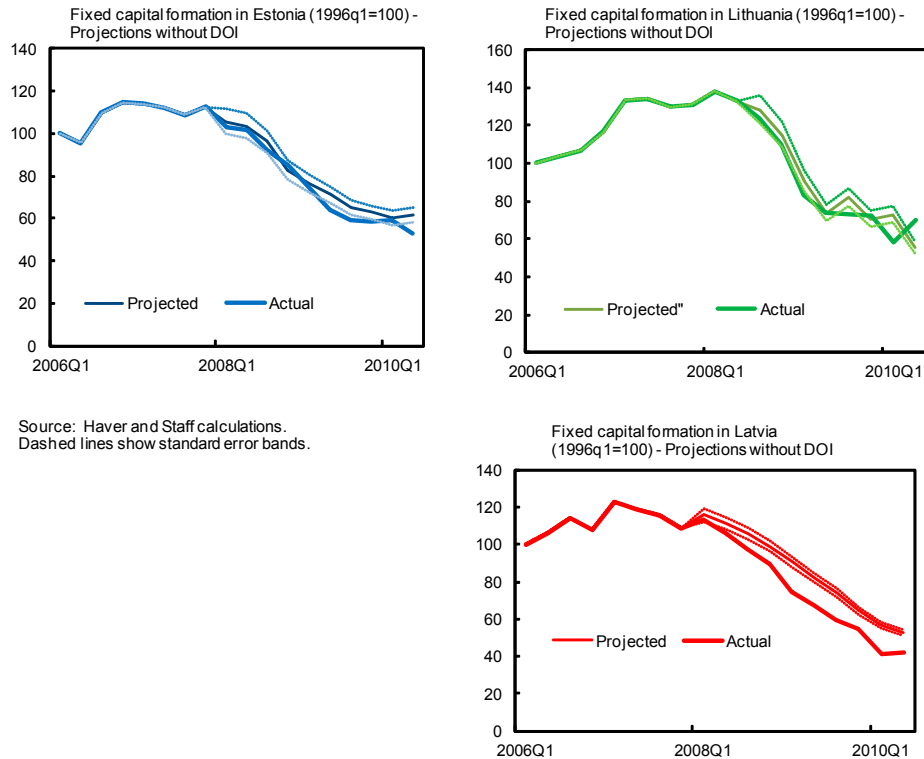 Fixed capital formation in Estonia (1996q1=100) -
Projections without DOI
140
120
100
80
60
40
20
0
Projected
Actual
2006Q1
2008Q1
2010Q1
Fixed capital formation in Lithuania (1996q1=100) -
Projections without DOI
160
140
120
100
80
60
40
20
0
Projected"
Actual
2006Q1
2008Q1
2010Q1
Source: Haver and Staff calculations.
Dashed lines show standard error bands.
Fixed capital formation in Latvia
(1996q1=100) - Projections without DOI
140
120
100
80
60
40
20
0
Projected
Actual
2006Q1
2008Q1
2010Q1